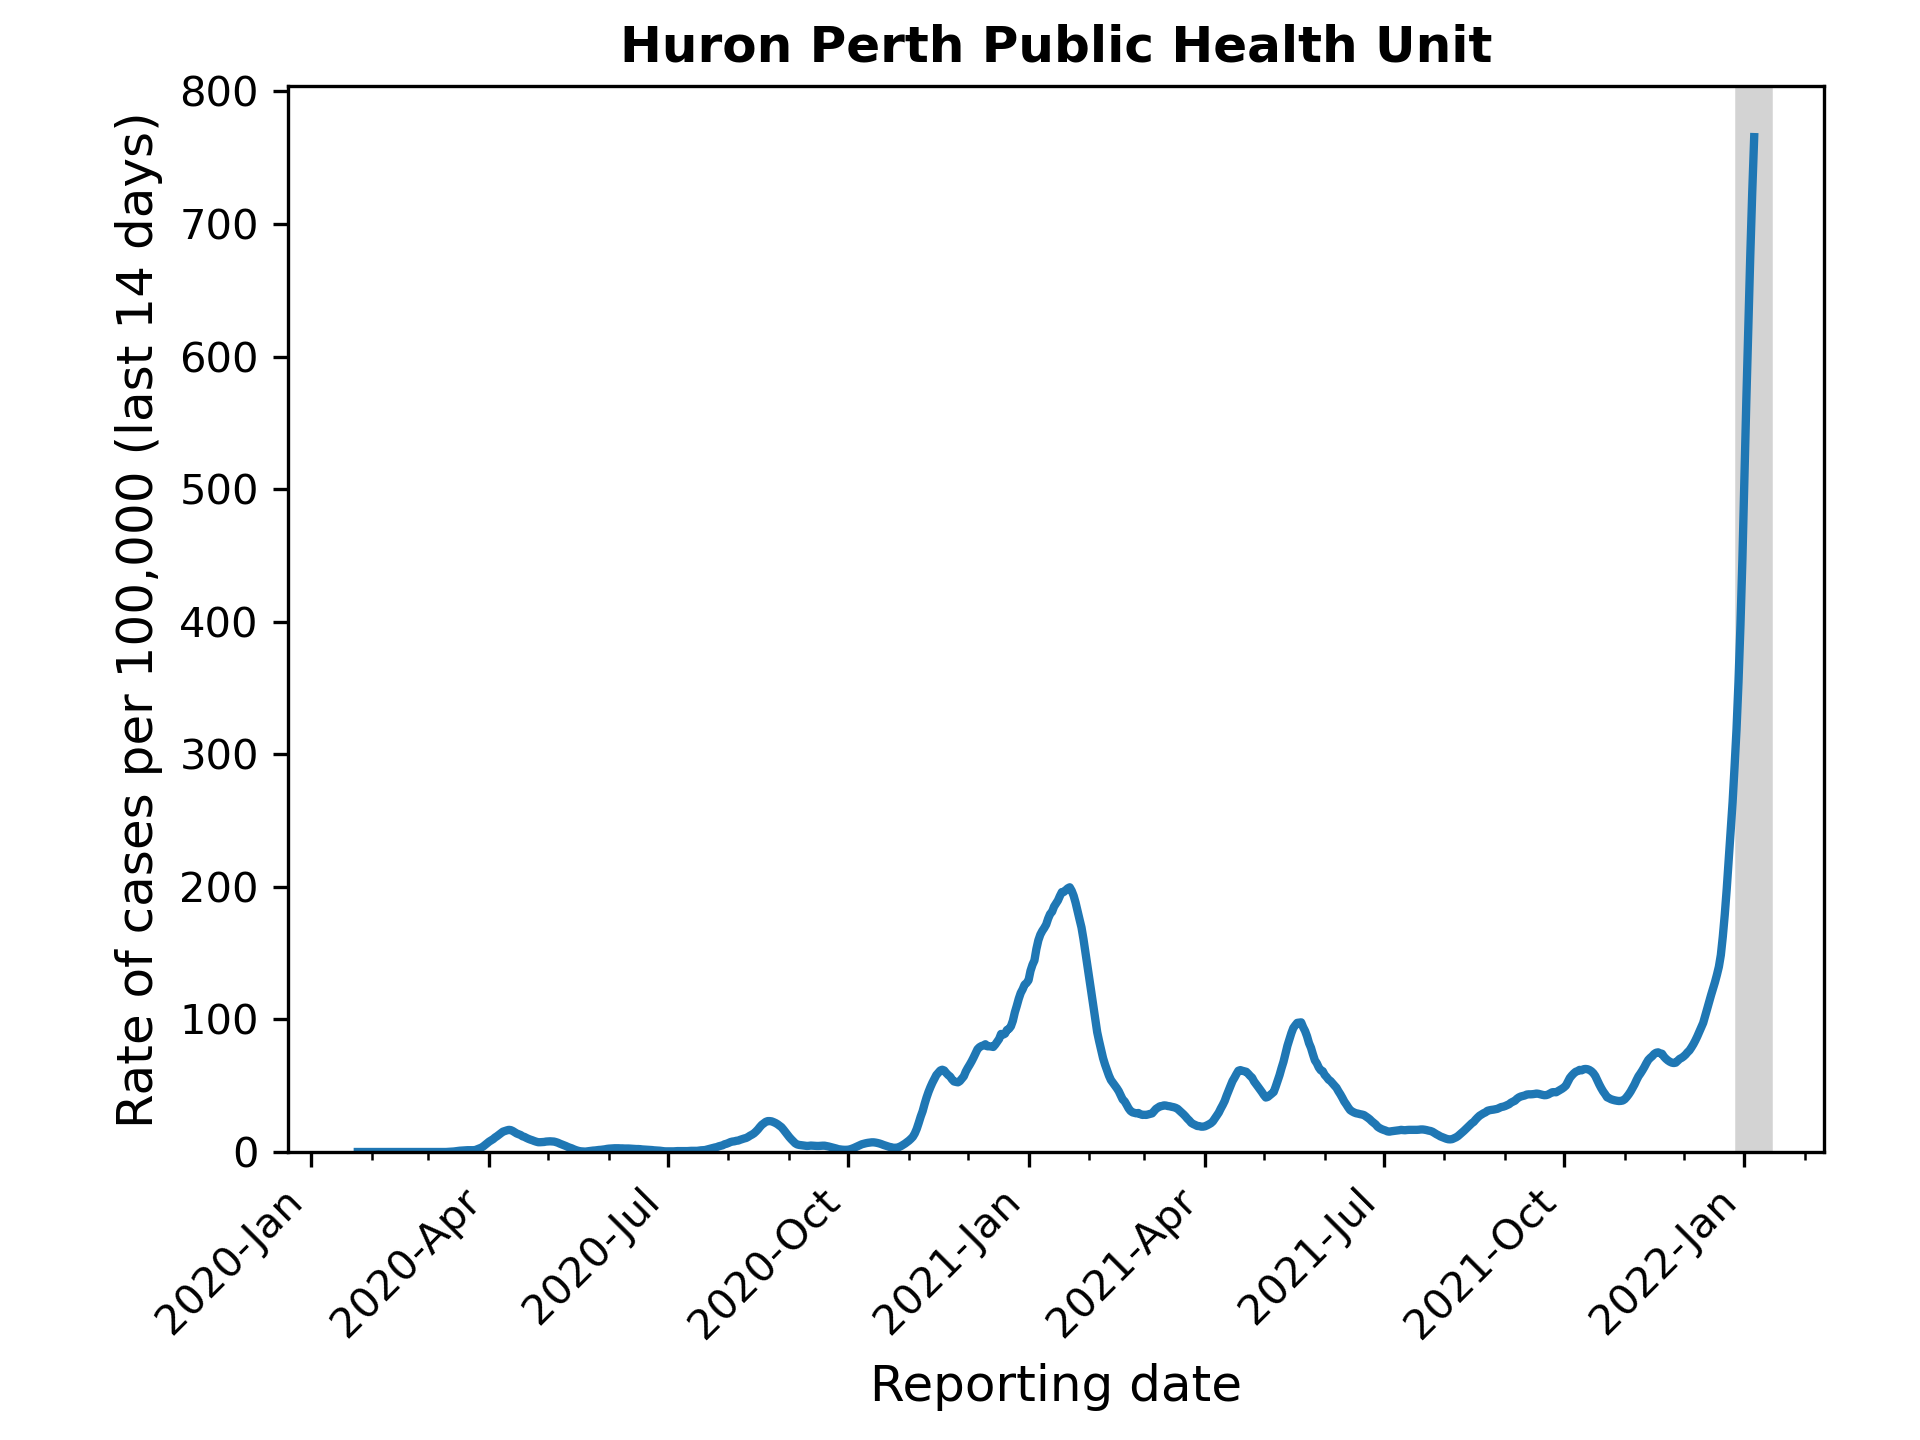 Huron Perth Public Health Unit
Rate of cases per 100,000 (last 14 days)
800
700
600
500
400
300
200
100
0
2020-Jan
2020-Apr
2020-Jul
2020-Oct
2021-Jan
2021-Apr
2021-Jul
2021-Oct
2022-Jan
Reporting date